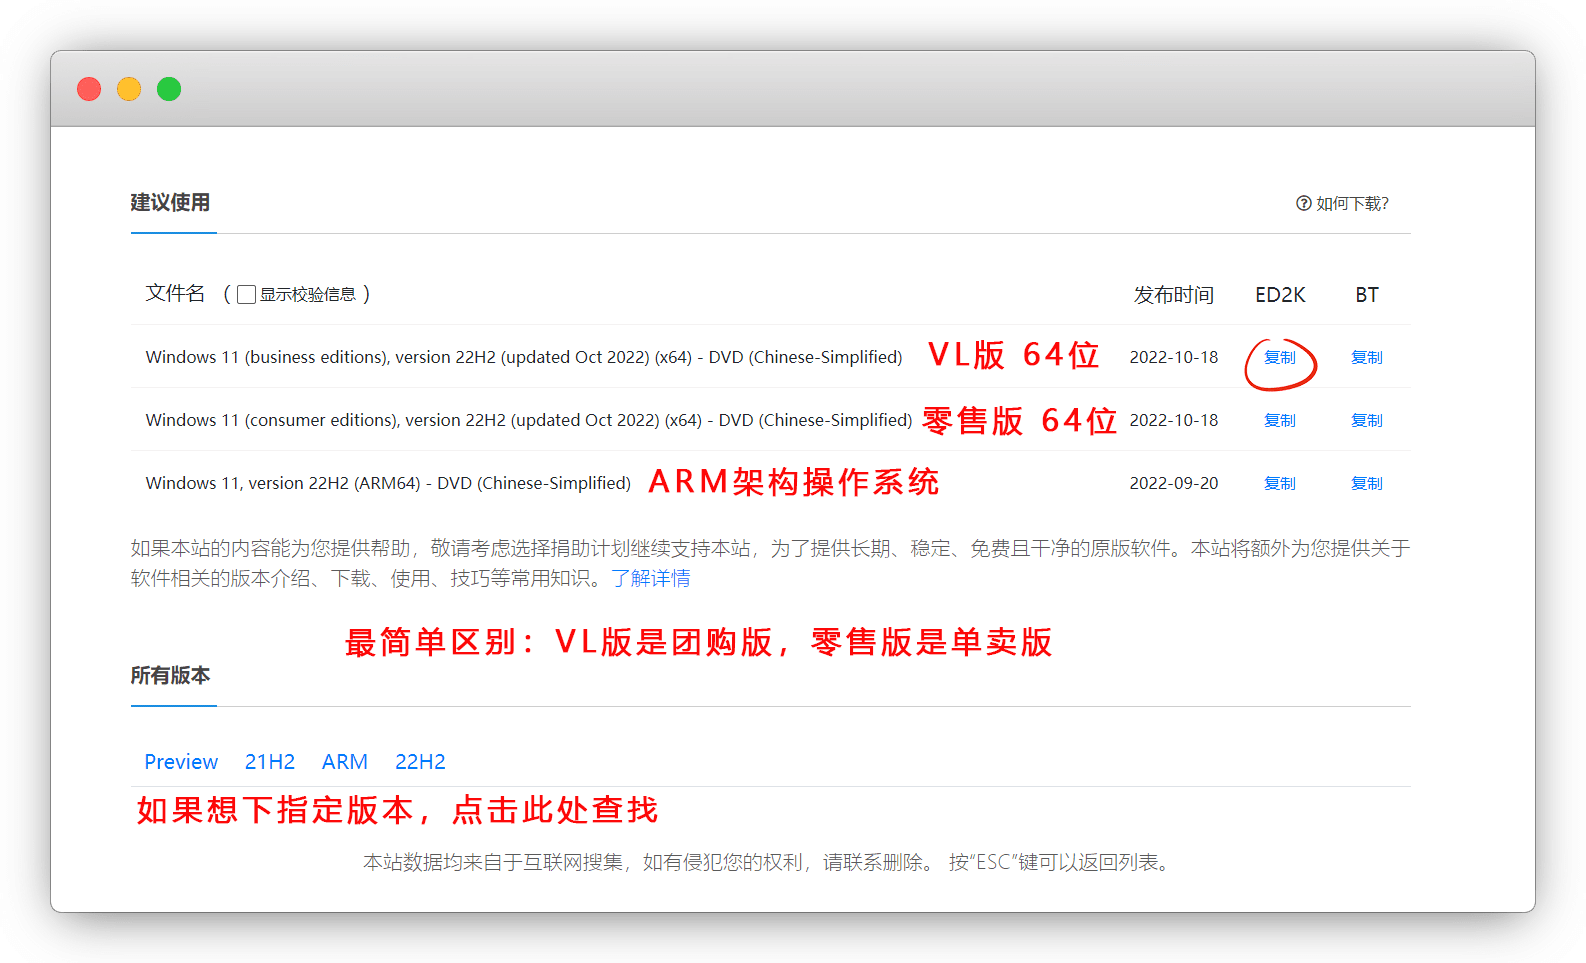 建议使用
如何下载?
文件名 ( 显示校验信息 ) 发布时间 ED2K BT
Windows 11 (business editions), version 22H2 (updated Oct 2022) (x64) - DVD (Chinese-Simplified) VL版 64位 2022-10-18 复制 复制
Windows 11 (consumer editions), version 22H2 (updated Oct 2022) (x64) - DVD (Chinese-Simplified) 零售版 64位 2022-10-18 复制 复制
Windows 11, version 22H2 (ARM64) - DVD (Chinese-Simplified) ARM架构操作系统 2022-09-20 复制 复制
如果本站的内容能为您提供帮助，敬请考虑选择捐助计划继续支持本站，为了提供长期、稳定、免费且干净的原版软件。本站将额外为您提供关于
软件相关的版本介绍、下载、使用、技巧等常用知识。了解详情
最简单区别：VL版是团购版，零售版是单卖版
所有版本
Preview 21H2 ARM 22H2
如果想下指定版本，点击此处查找
本站数据均来自于互联网搜集，如有侵犯您的权利，请联系删除。 按“ESC”键可以返回列表。